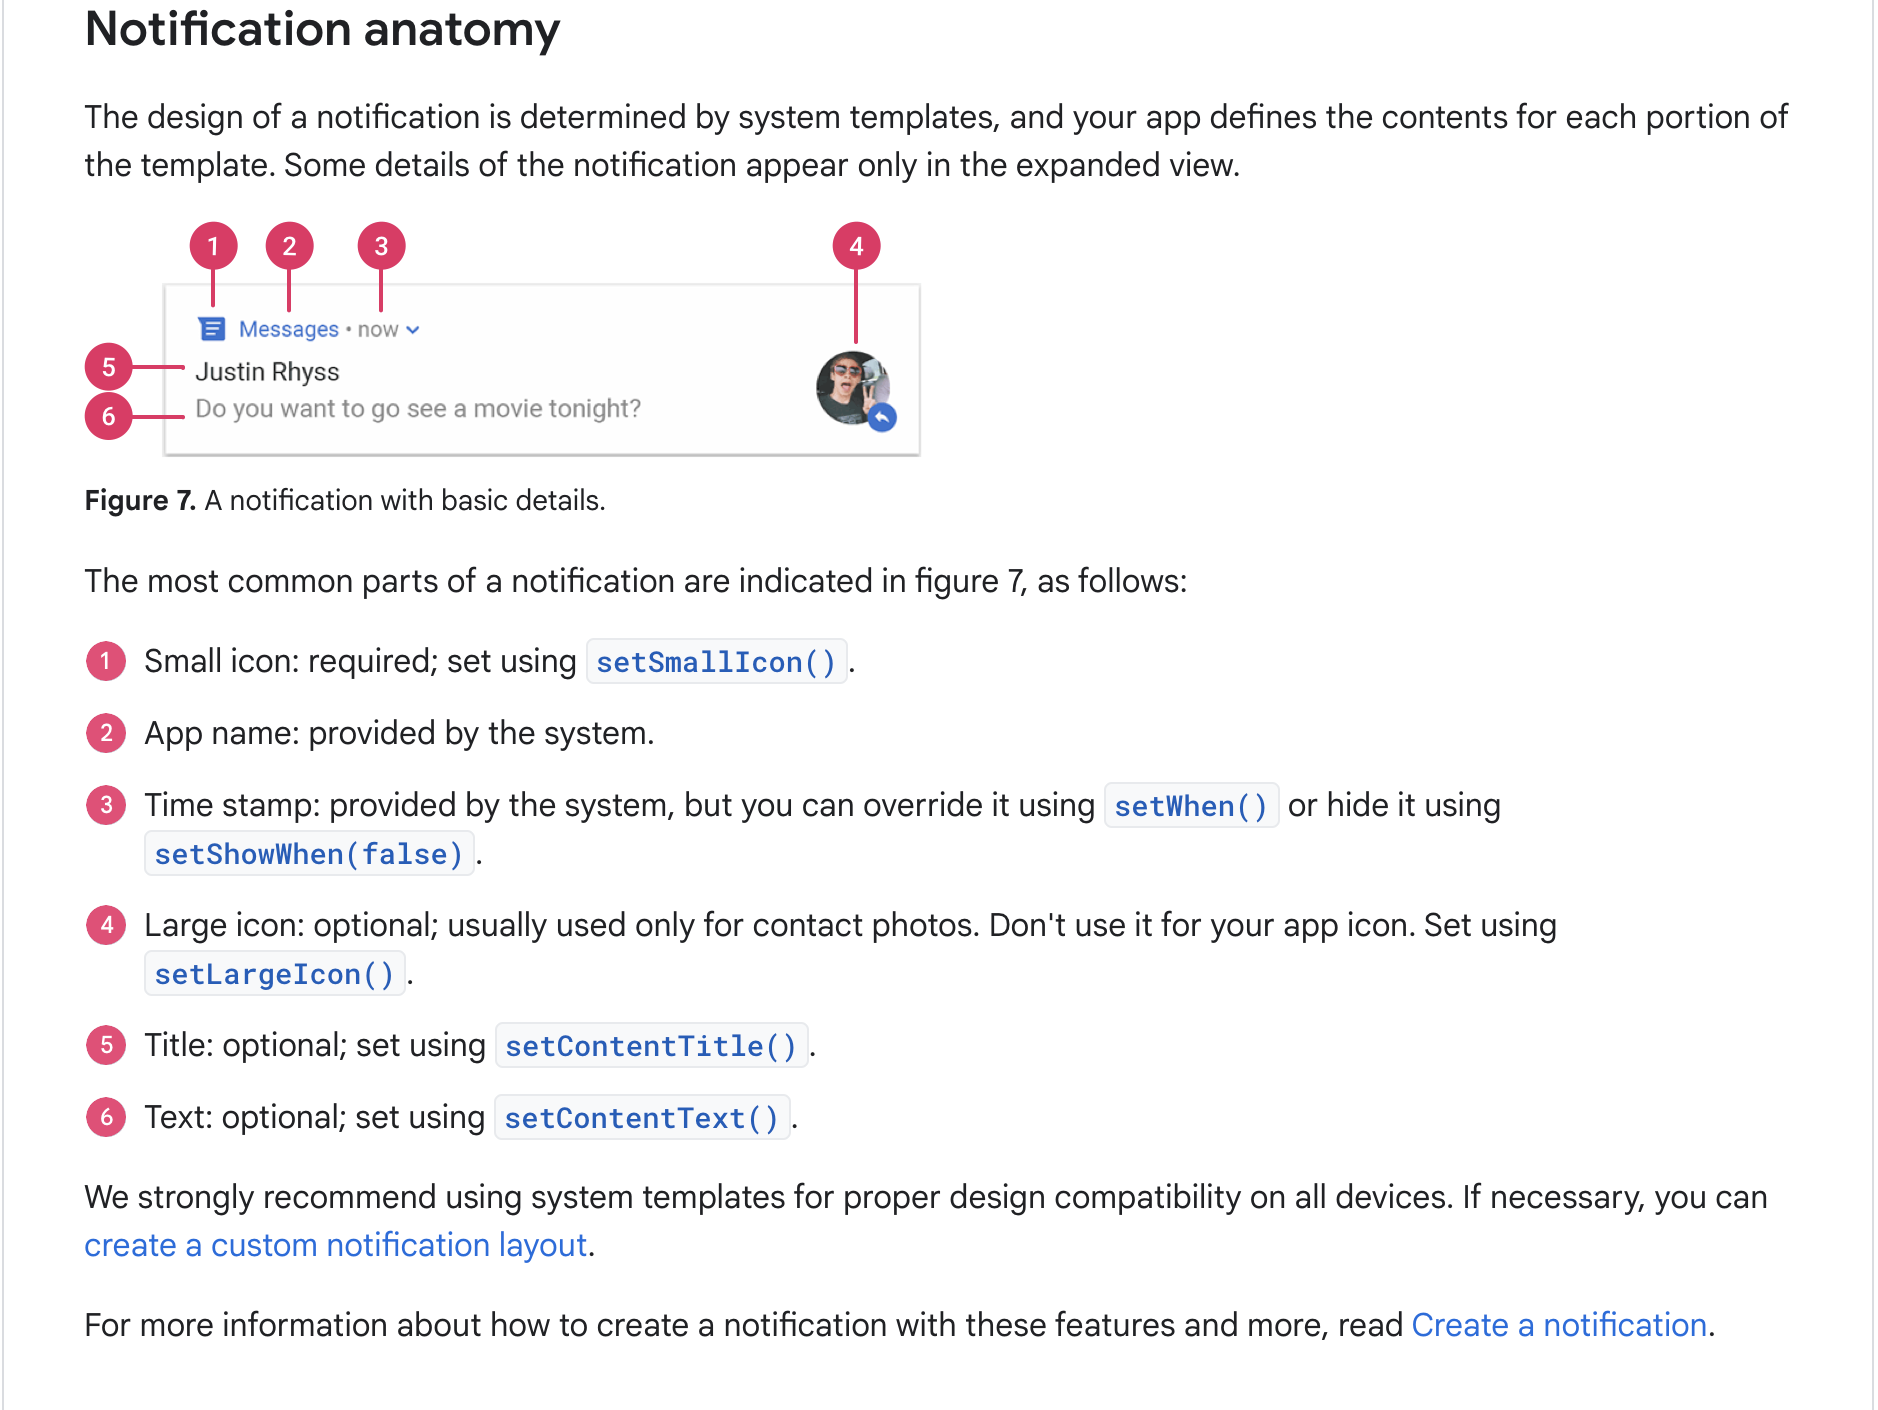 Notification anatomy
The design of a notification is determined by system templates, and your app defines the contents for each portion of
the template. Some details of the notification appear only in the expanded view.
1 2 3 4
Messages • now
5 Justin Rhyss
6 Do you want to go see a movie tonight?
Figure 7. A notification with basic details.
The most common parts of a notification are indicated in figure 7, as follows:
1 Small icon: required; set using setSmallIcon().
2 App name: provided by the system.
3 Time stamp: provided by the system, but you can override it using setWhen() or hide it using
setShowWhen(false).
4 Large icon: optional; usually used only for contact photos. Don't use it for your app icon. Set using
setLargeIcon().
5 Title: optional; set using setContentTitle().
6 Text: optional; set using setContentText().
We strongly recommend using system templates for proper design compatibility on all devices. If necessary, you can
create a custom notification layout.
For more information about how to create a notification with these features and more, read Create a notification.